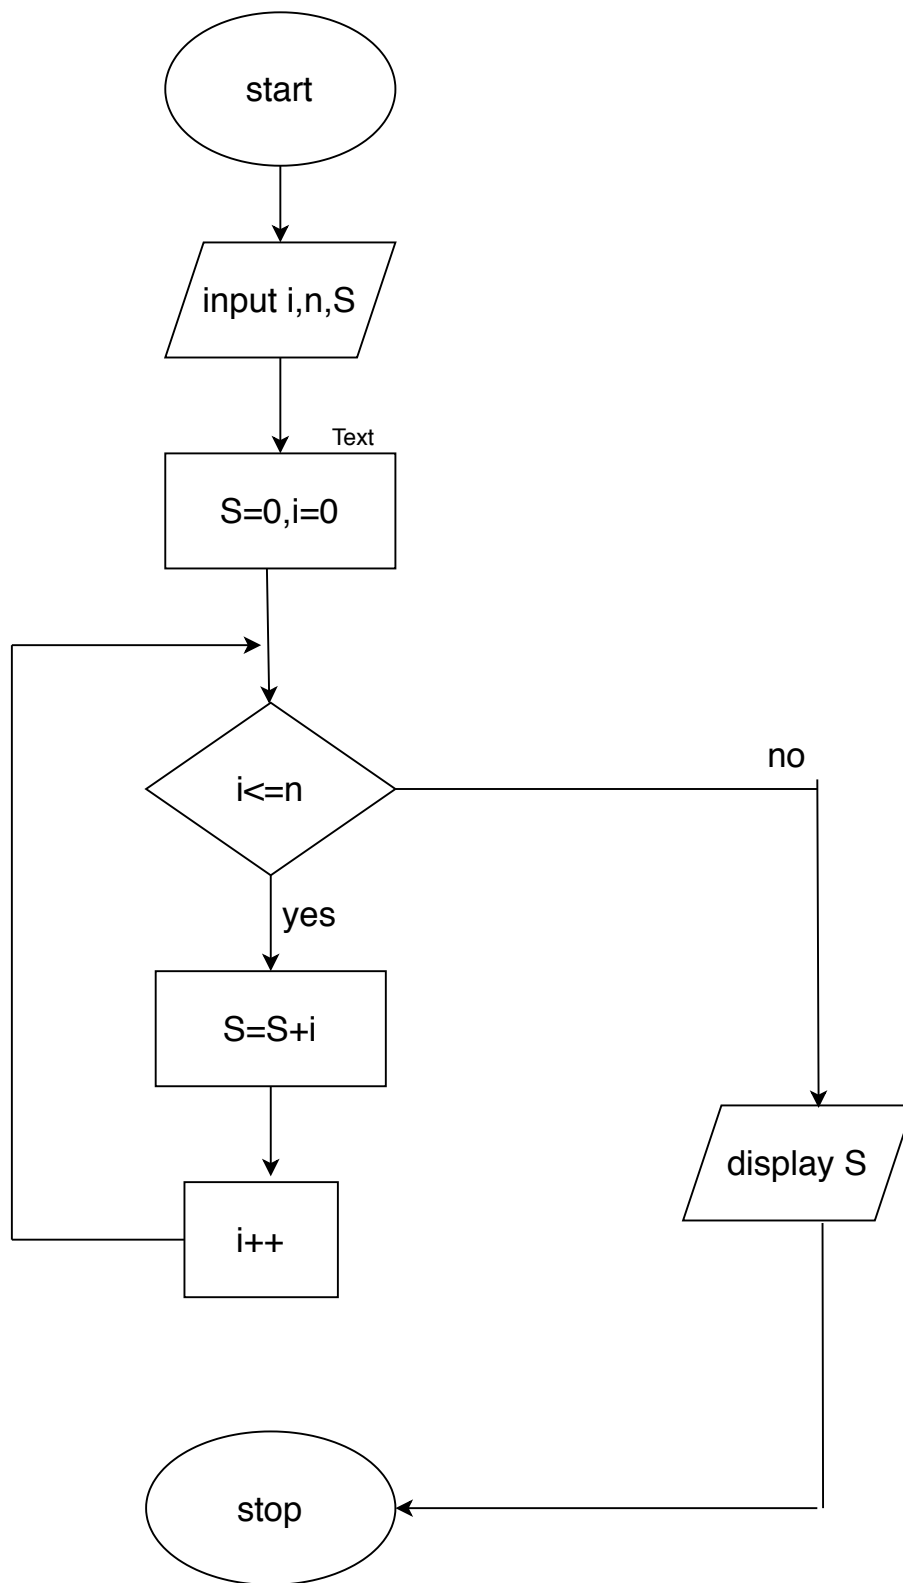 start
input i,n,S
Text
S=0,i=0
i<=n
no
yes
S=S+i
display S
i++
stop